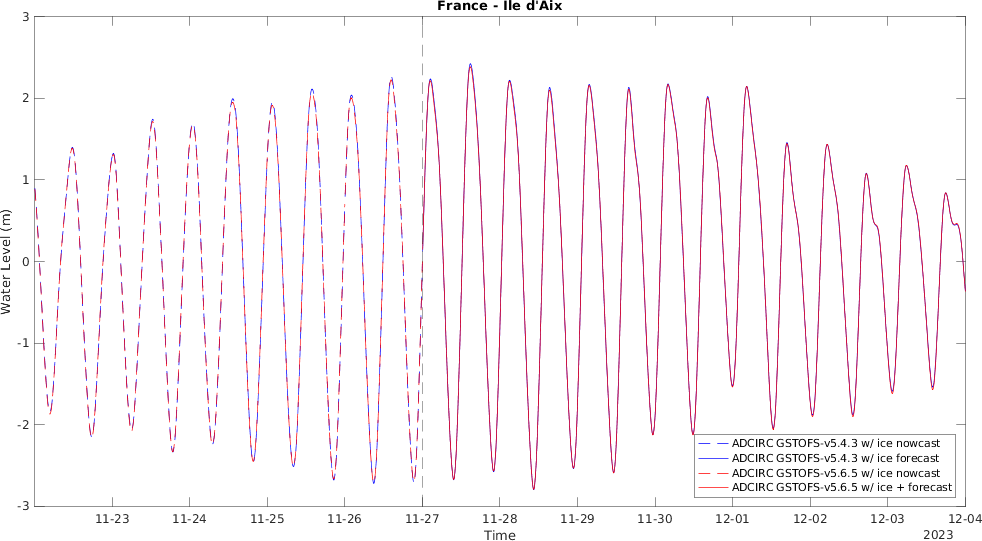 France - Ile d'Aix
3
2
1
0
-1
-2
-3
Water Level (m)
ADCIRC GSTOFS-v5.4.3 w/ ice nowcast
ADCIRC GSTOFS-v5.4.3 w/ ice forecast
ADCIRC GSTOFS-v5.6.5 w/ ice nowcast
ADCIRC GSTOFS-v5.6.5 w/ ice + forecast
11-23 11-24 11-25 11-26 11-27 11-28 11-29 11-30 12-01 12-02 12-03 12-04
Time
2023